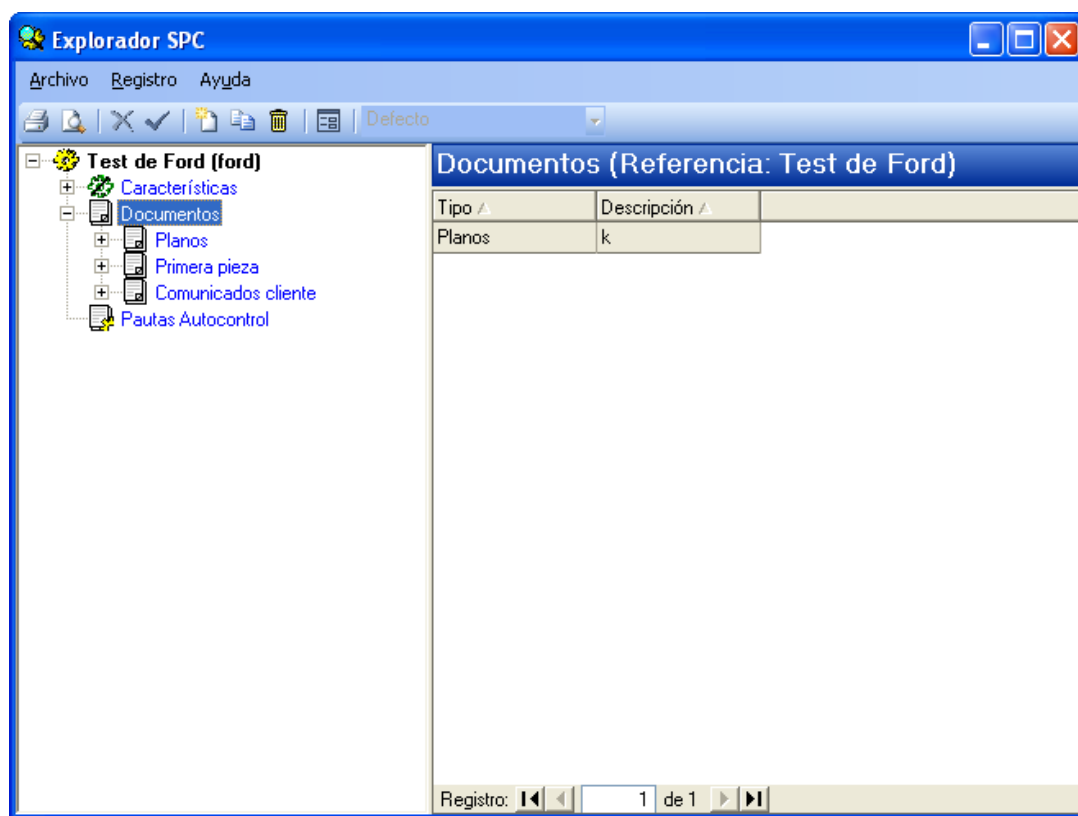 Explorador SPC
Archivo Registro Ayuda
Defecto
Test de Ford (ford)
Características
Documentos
Planos
Primera pieza
Comunicados cliente
Pautas Autocontrol
Documentos (Referencia: Test de Ford)
Tipo Descripción
Planos k
Registro: 1 de 1